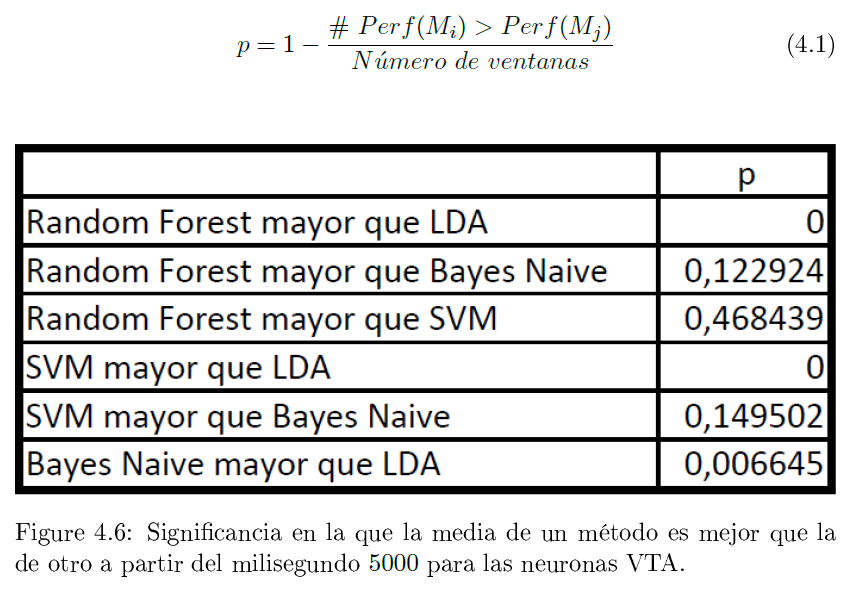 p = 1 − # Perf(M_i) > Perf(M_j) / Número de ventanas (4.1)
p
Random Forest mayor que LDA 0
Random Forest mayor que Bayes Naive 0,122924
Random Forest mayor que SVM 0,468439
SVM mayor que LDA 0
SVM mayor que Bayes Naive 0,149502
Bayes Naive mayor que LDA 0,006645
Figure 4.6: Significancia en la que la media de un método es mejor que la
de otro a partir del milisegundo 5000 para las neuronas VTA.